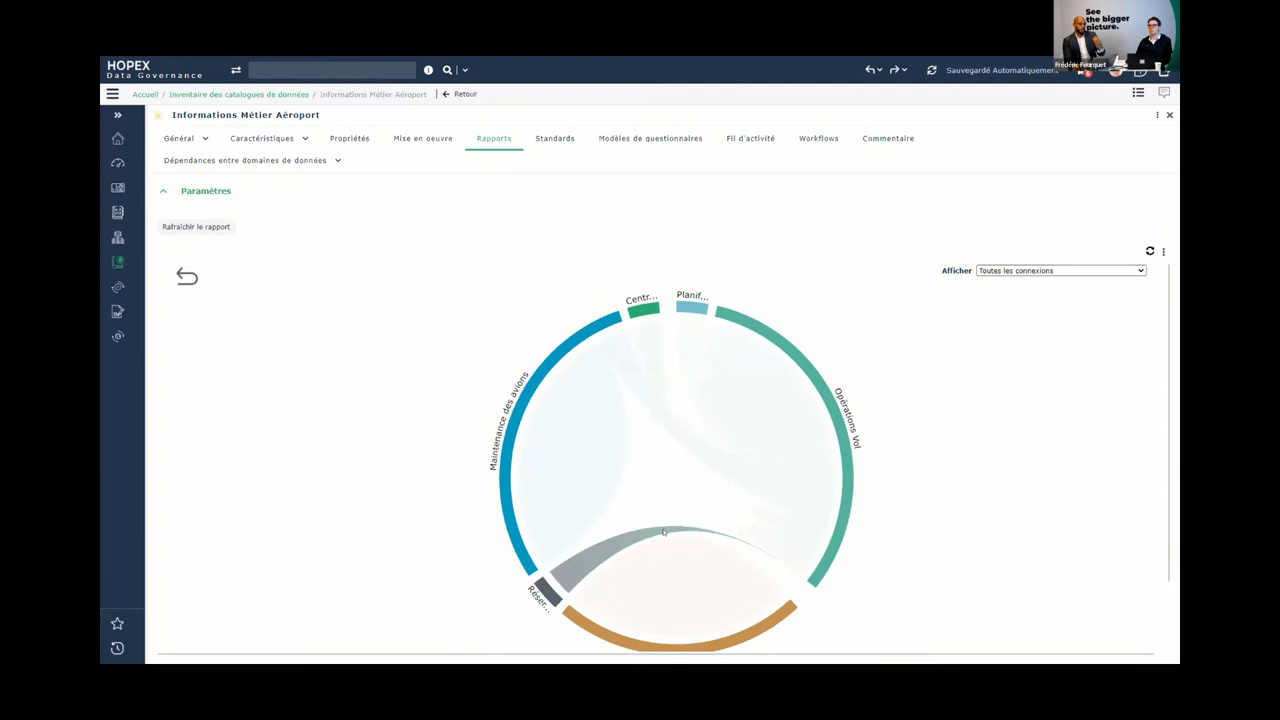 See
the bigger
picture.
Frédéric Fourquet
HOPEX
Data Governance
Sauvegardé Automatiquement
Accueil / Inventaire des catalogues de données / Informations Métier Aéroport
Retour
Informations Métier Aéroport
Général
Caractéristiques
Propriétés
Mise en oeuvre
Rapports
Standards
Modèles de questionnaires
Fil d'activité
Workflows
Commentaire
Dépendances entre domaines de données
Paramètres
Rafraîchir le rapport
Afficher
Toutes les connexions
Centr...
Planif...
Maintenance des avions
Opérations Vol
Réser...